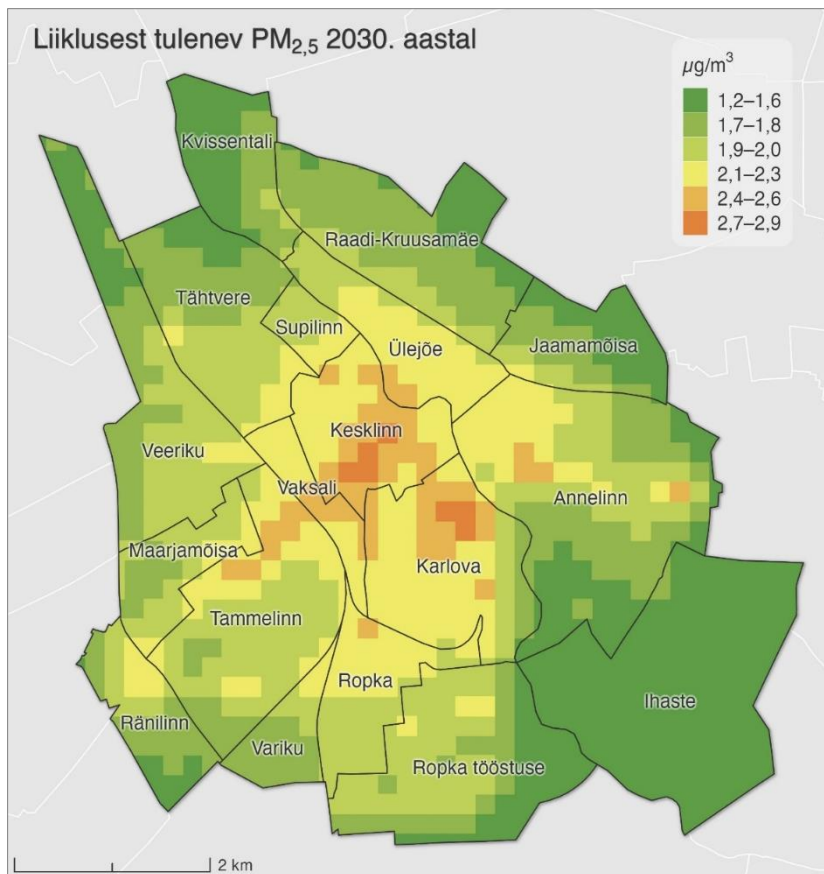 Liiklusest tulenev PM2,5 2030. aastal
µg/m³
1,2–1,6
1,7–1,8
1,9–2,0
2,1–2,3
2,4–2,6
2,7–2,9
Kvissentali
Raadi-Kruusamäe
Tähtvere
Supilinn
Ülejõe
Jaamamõisa
Kesklinn
Veeriku
Vaksali
Annelinn
Maarjamõisa
Karlova
Tammelinn
Ropka
Ihaste
Ränilinn
Variku
Ropka tööstuse
2 km